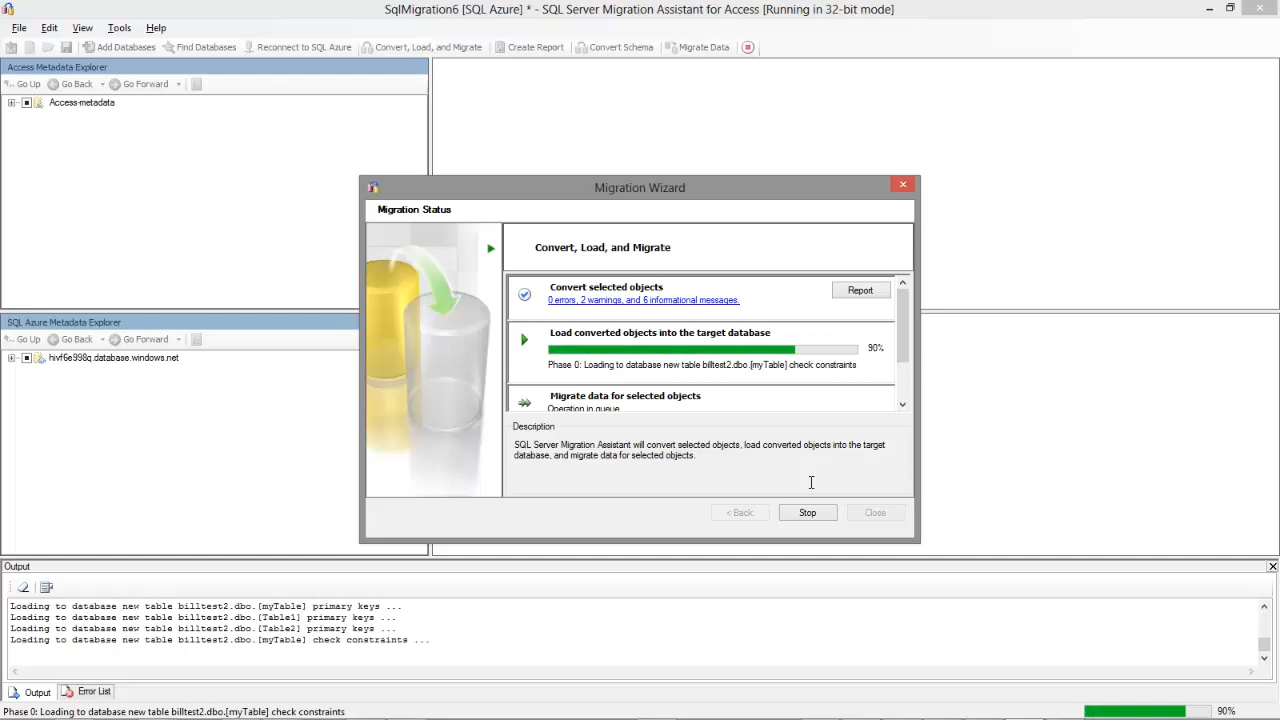 SqlMigration6 [SQL Azure] * - SQL Server Migration Assistant for Access [Running in 32-bit mode]
File Edit View Tools Help
Add Databases Find Databases Reconnect to SQL Azure Convert, Load, and Migrate Create Report Convert Schema Migrate Data
Access Metadata Explorer
Go Up Go Back Go Forward
Access-metadata
SQL Azure Metadata Explorer
Go Up Go Back Go Forward
hivf6e998q.database.windows.net
Migration Wizard
Migration Status
Convert, Load, and Migrate
Convert selected objects
0 errors, 2 warnings, and 6 informational messages.
Report
Load converted objects into the target database
90%
Phase 0: Loading to database new table billtest2.dbo.[myTable] check constraints
Migrate data for selected objects
Operation in queue
Description
SQL Server Migration Assistant will convert selected objects, load converted objects into the target
database, and migrate data for selected objects.
< Back Stop Close
Output
Loading to database new table billtest2.dbo.[myTable] primary keys ...
Loading to database new table billtest2.dbo.[Table1] primary keys ...
Loading to database new table billtest2.dbo.[Table2] primary keys ...
Loading to database new table billtest2.dbo.[myTable] check constraints ...
Output Error List
Phase 0: Loading to database new table billtest2.dbo.[myTable] check constraints 90%